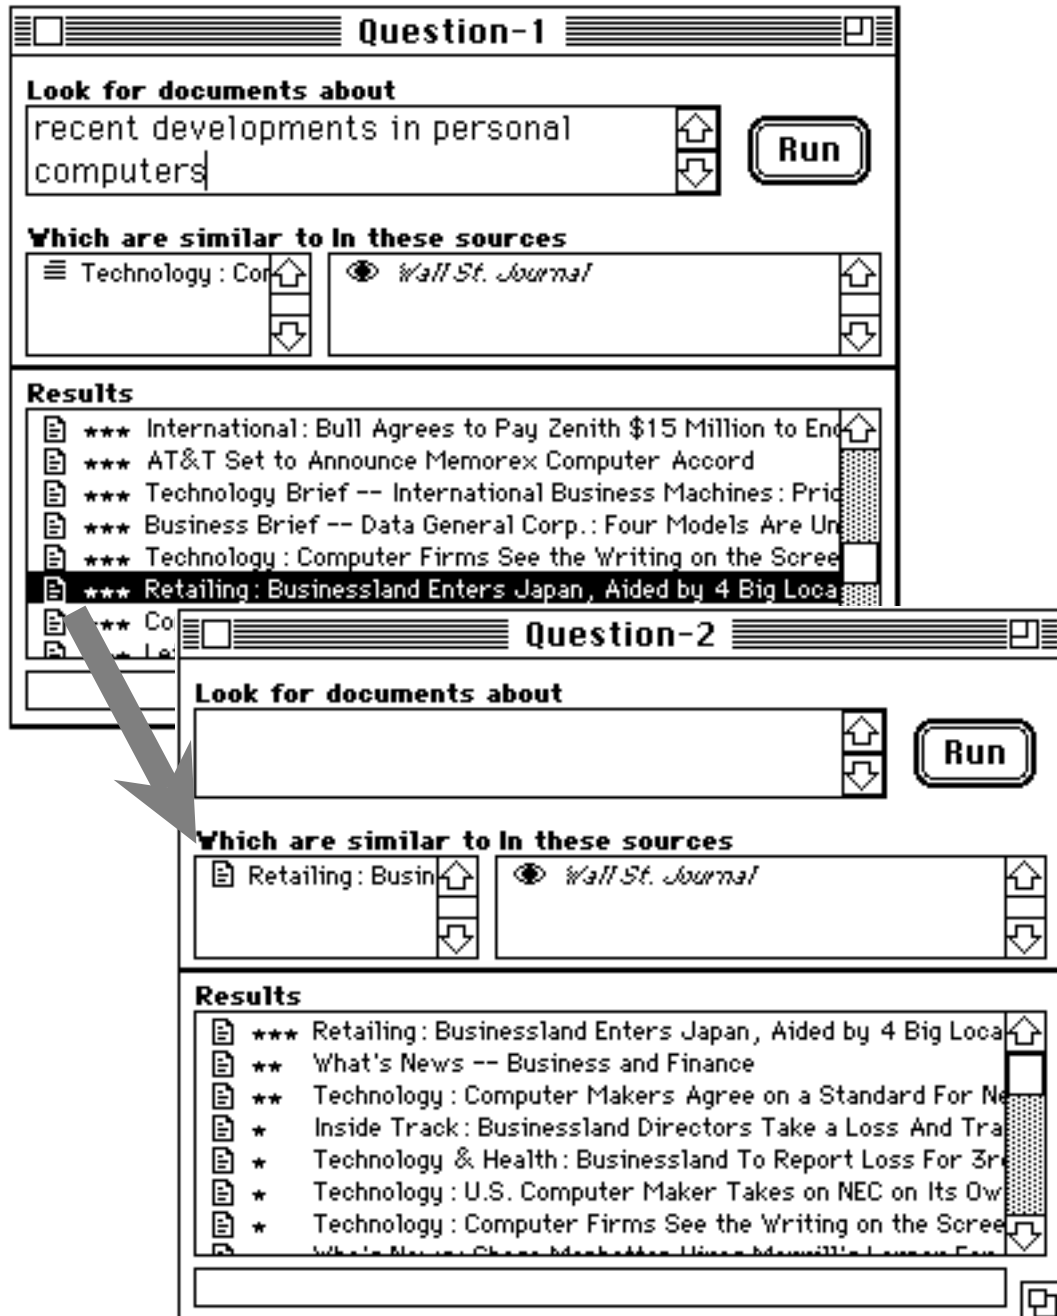 Question-1
Look for documents about
recent developments in personal
computers
Run
Which are similar to In these sources
Technology : Co
Wall St. Journal
Results
*** International : Bull Agrees to Pay Zenith $15 Million to En
*** AT&T Set to Announce Memorex Computer Accord
*** Technology Brief -- International Business Machines : Pri
*** Business Brief -- Data General Corp. : Four Models Are Un
*** Technology : Computer Firms See the Writing on the Scree
*** Retailing : Businessland Enters Japan, Aided by 4 Big Loca
*** Co
Question-2
Look for documents about
Run
Which are similar to In these sources
Retailing : Busin
Wall St. Journal
Results
*** Retailing : Businessland Enters Japan, Aided by 4 Big Loca
** What's News -- Business and Finance
** Technology : Computer Makers Agree on a Standard For Ne
* Inside Track : Businessland Directors Take a Loss And Tra
* Technology & Health : Businessland To Report Loss For 3r
* Technology : U.S. Computer Maker Takes on NEC on Its Ow
* Technology : Computer Firms See the Writing on the Scree